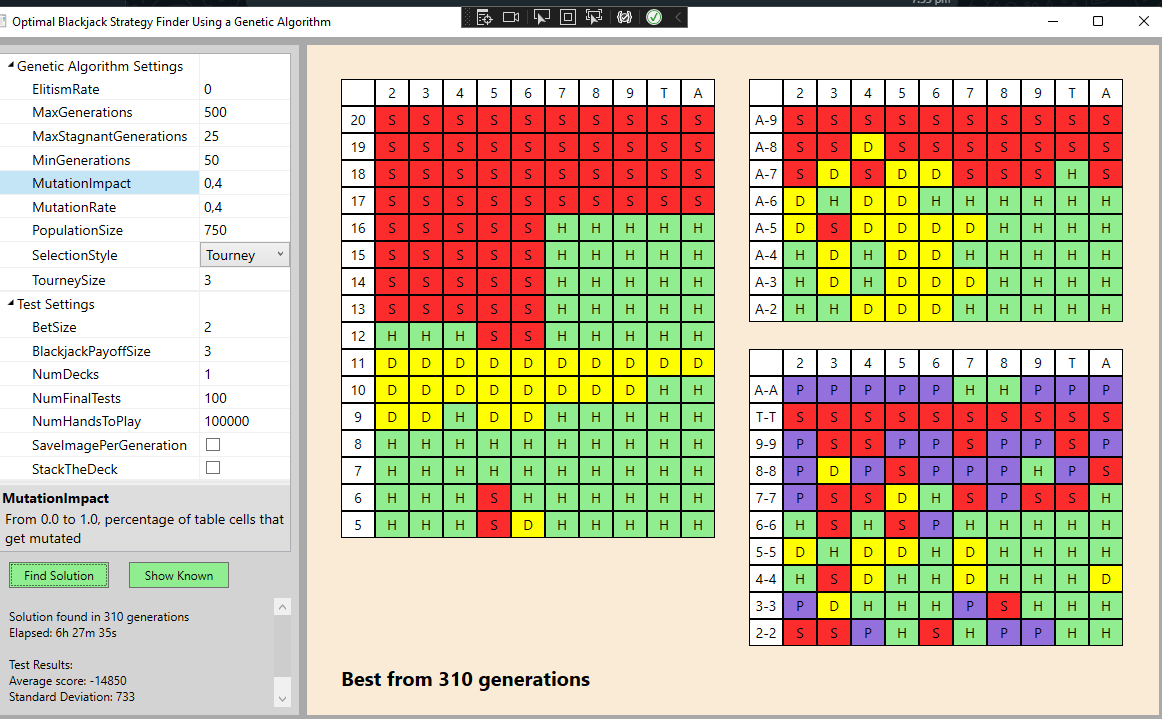 7:55 pm
Optimal Blackjack Strategy Finder Using a Genetic Algorithm
Genetic Algorithm Settings
ElitismRate 0
MaxGenerations 500
MaxStagnantGenerations 25
MinGenerations 50
MutationImpact 0,4
MutationRate 0,4
PopulationSize 750
SelectionStyle Tourney
TourneySize 3
Test Settings
BetSize 2
BlackjackPayoffSize 3
NumDecks 1
NumFinalTests 100
NumHandsToPlay 100000
SaveImagePerGeneration
StackTheDeck
MutationImpact
From 0.0 to 1.0, percentage of table cells that
get mutated
Find Solution Show Known
Solution found in 310 generations
Elapsed: 6h 27m 35s
Test Results:
Average score: -14850
Standard Deviation: 733
2 3 4 5 6 7 8 9 T A
20 S S S S S S S S S S
19 S S S S S S S S S S
18 S S S S S S S S S S
17 S S S S S S S S S S
16 S S S S S H H H H H
15 S S S S S H H H H H
14 S S S S S H H H H H
13 S S S S S H H H H H
12 H H H S S H H H H H
11 D D D D D D D D D D
10 D D D D D D D D H H
9 D D H D D H H H H H
8 H H H H H H H H H H
7 H H H H H H H H H H
6 H H H S H H H H H H
5 H H H S D H H H H H
2 3 4 5 6 7 8 9 T A
A-9 S S S S S S S S S S
A-8 S S D S S S S S S S
A-7 S D S D D S S S H S
A-6 D H D D H H H H H H
A-5 D S D D D D H H H H
A-4 H D H D D H H H H H
A-3 H D H D D D H H H H
A-2 H H D D D H H H H H
2 3 4 5 6 7 8 9 T A
A-A P P P P P H H P P P
T-T S S S S S S S S S S
9-9 P S S P P S P P S P
8-8 P D P S P P P H P S
7-7 P S S D H S P S S H
6-6 H S H S P H H H H H
5-5 D H D D H D H H H H
4-4 H S D H H D H H H D
3-3 P D H H H P S H H H
2-2 S S P H S H P P H H
Best from 310 generations